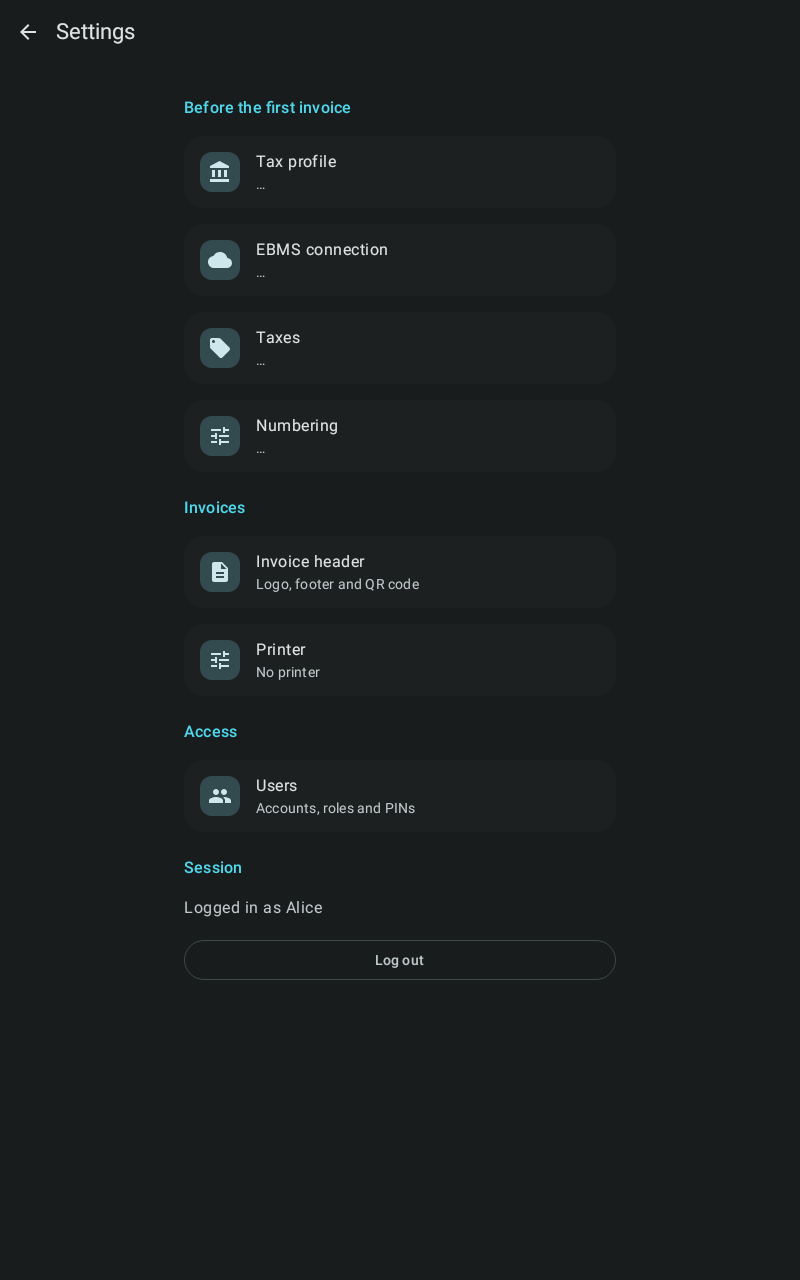 Settings
Before the first invoice
Tax profile
…
EBMS connection
…
Taxes
…
Numbering
…
Invoices
Invoice header
Logo, footer and QR code
Printer
No printer
Access
Users
Accounts, roles and PINs
Session
Logged in as Alice
Log out